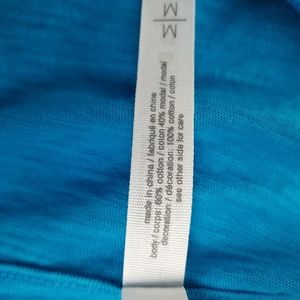 M
M
made in china / fabriqué en chine
body / corps: 60% cotton / coton 40% modal / modal
decoration / décoration: 100% cotton / coton
see other side for care